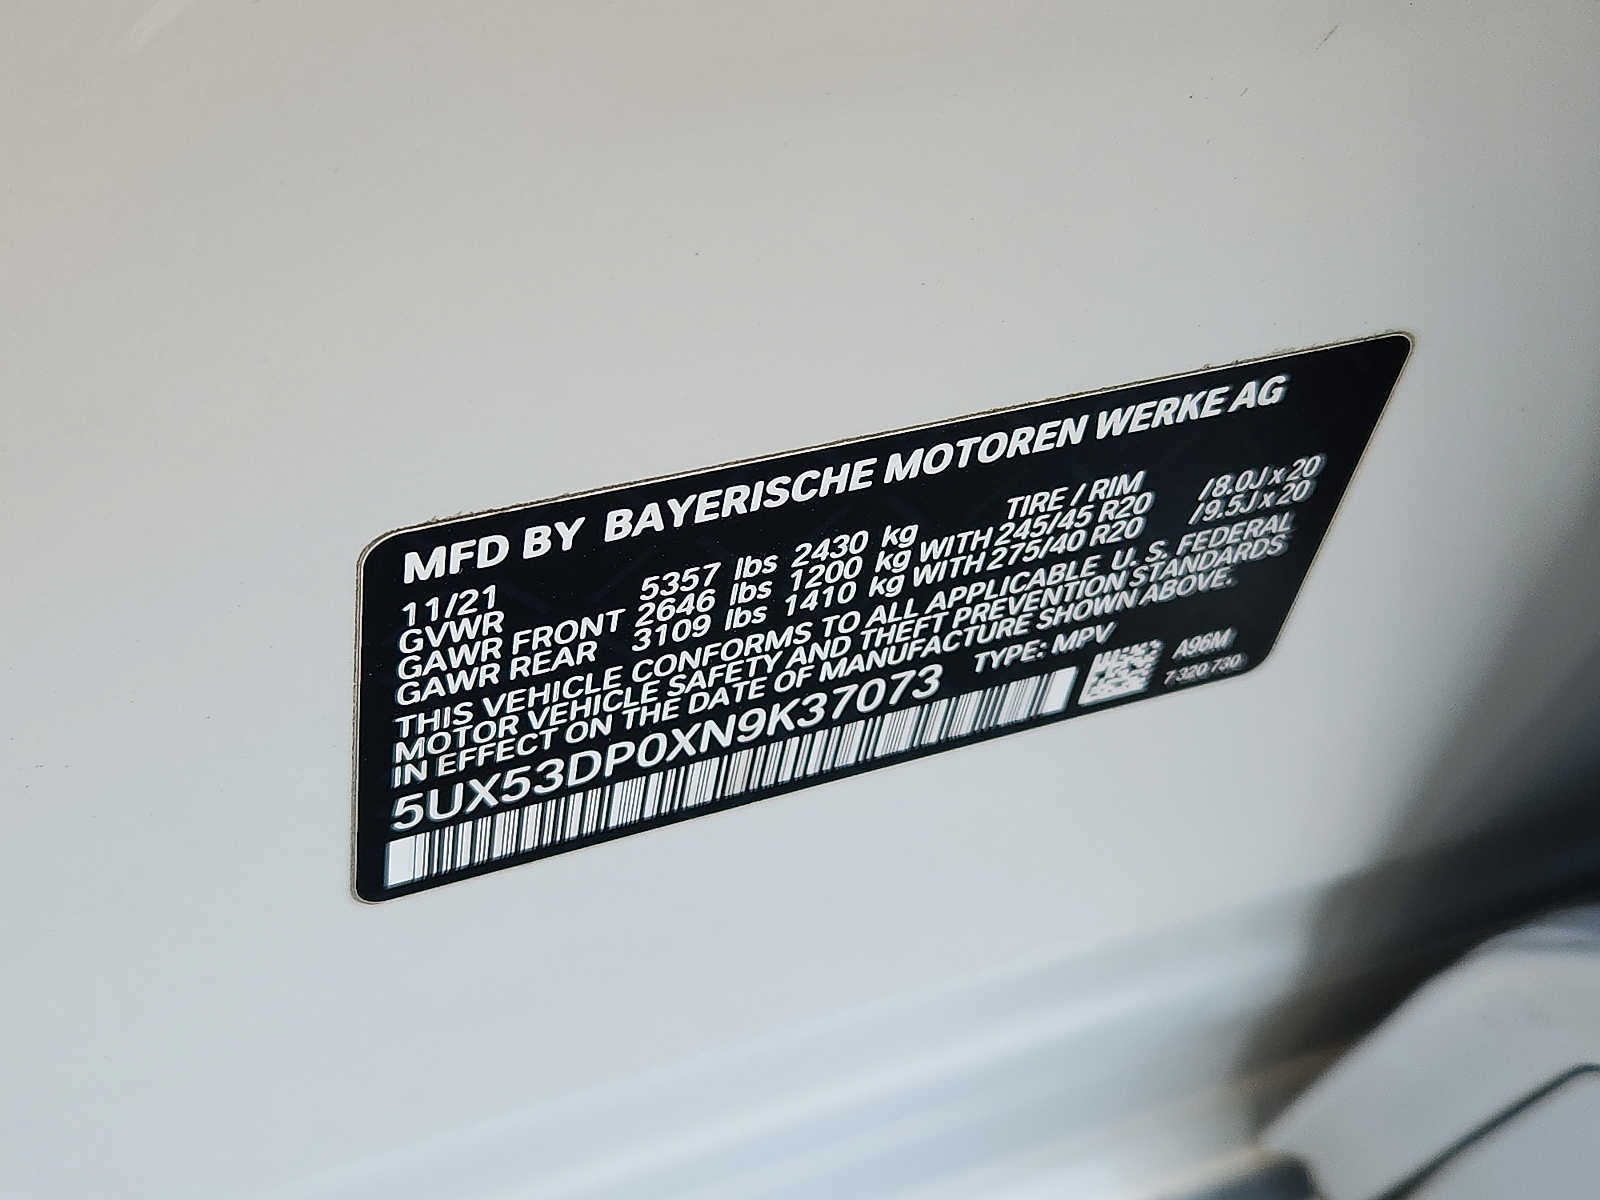 MFD BY BAYERISCHE MOTOREN WERKE AG
11/21 TIRE / RIM
GVWR 5357 lbs 2430 kg
GAWR FRONT 2646 lbs 1200 kg WITH 245/45 R20 /8.0J x 20
GAWR REAR 3109 lbs 1410 kg WITH 275/40 R20 /9.5J x 20
THIS VEHICLE CONFORMS TO ALL APPLICABLE U. S. FEDERAL
MOTOR VEHICLE SAFETY AND THEFT PREVENTION STANDARDS
IN EFFECT ON THE DATE OF MANUFACTURE SHOWN ABOVE.
5UX53DP0XN9K37073 TYPE: MPV A96M
7 320 730